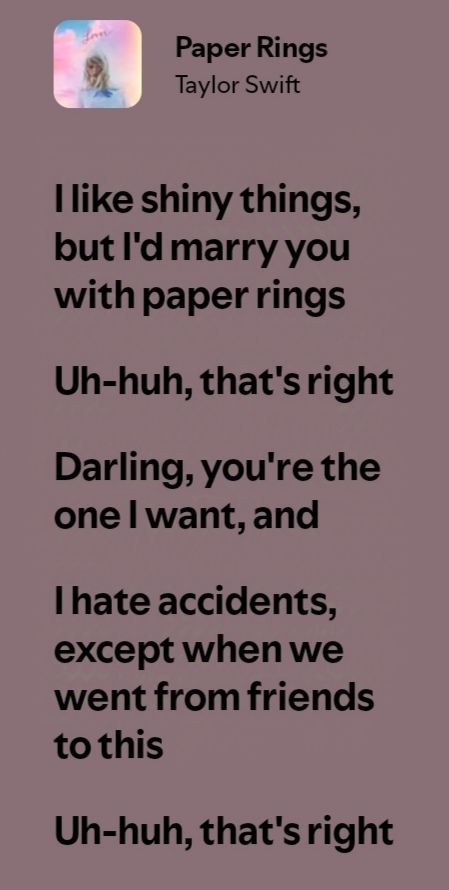 Lover
Paper Rings
Taylor Swift
I like shiny things,
but I'd marry you
with paper rings
Uh-huh, that's right
Darling, you're the
one I want, and
I hate accidents,
except when we
went from friends
to this
Uh-huh, that's right